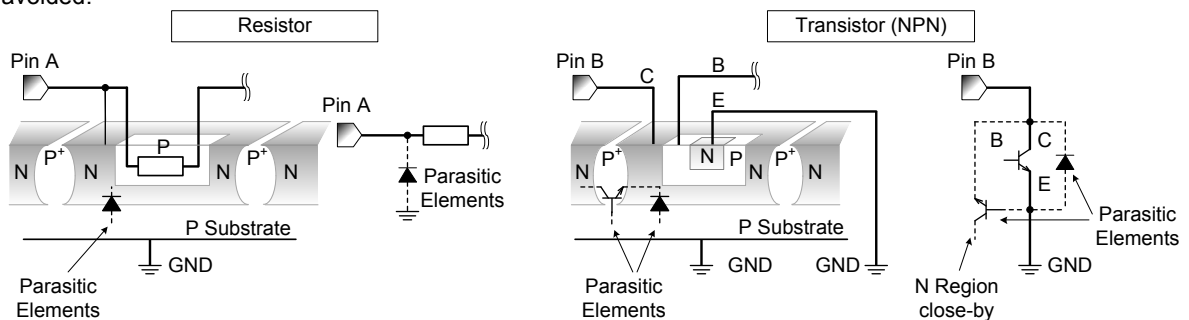 avoided.
Resistor
Transistor (NPN)
Pin A
Pin A
Pin B
C
B
E
Pin B
N
P+
N
P
N
P+
N
Parasitic
Elements
P Substrate
GND
Parasitic
Elements
N
P+
N
N
P
N
P+
N
P Substrate
GND
GND
Parasitic
Elements
B
C
E
Parasitic
Elements
GND
N Region
close-by